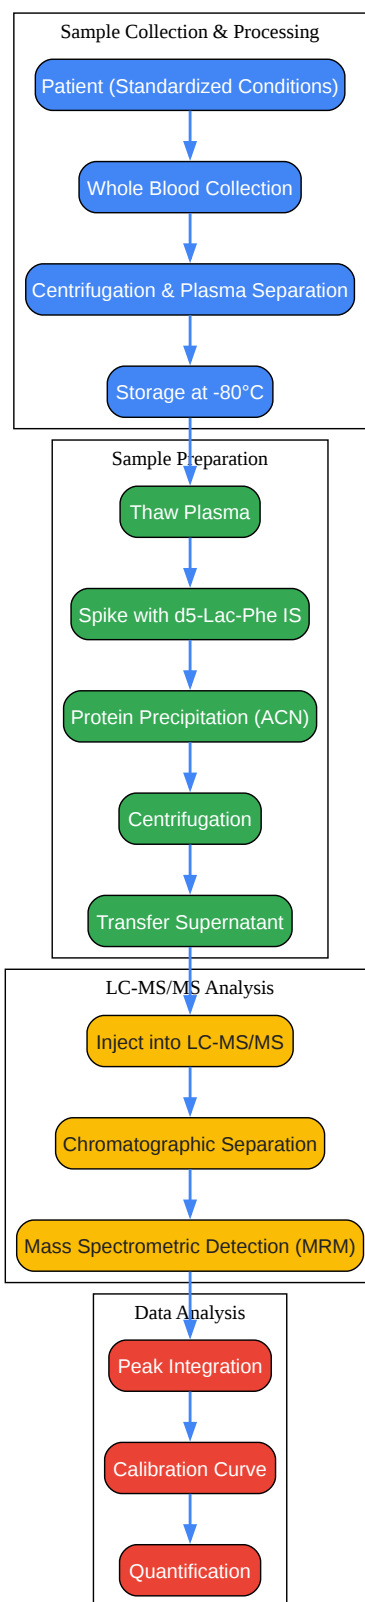 Sample Collection & Processing
Patient (Standardized Conditions)
Whole Blood Collection
Centrifugation & Plasma Separation
Storage at -80°C
Sample Preparation
Thaw Plasma
Spike with d5-Lac-Phe IS
Protein Precipitation (ACN)
Centrifugation
Transfer Supernatant
LC-MS/MS Analysis
Inject into LC-MS/MS
Chromatographic Separation
Mass Spectrometric Detection (MRM)
Data Analysis
Peak Integration
Calibration Curve
Quantification